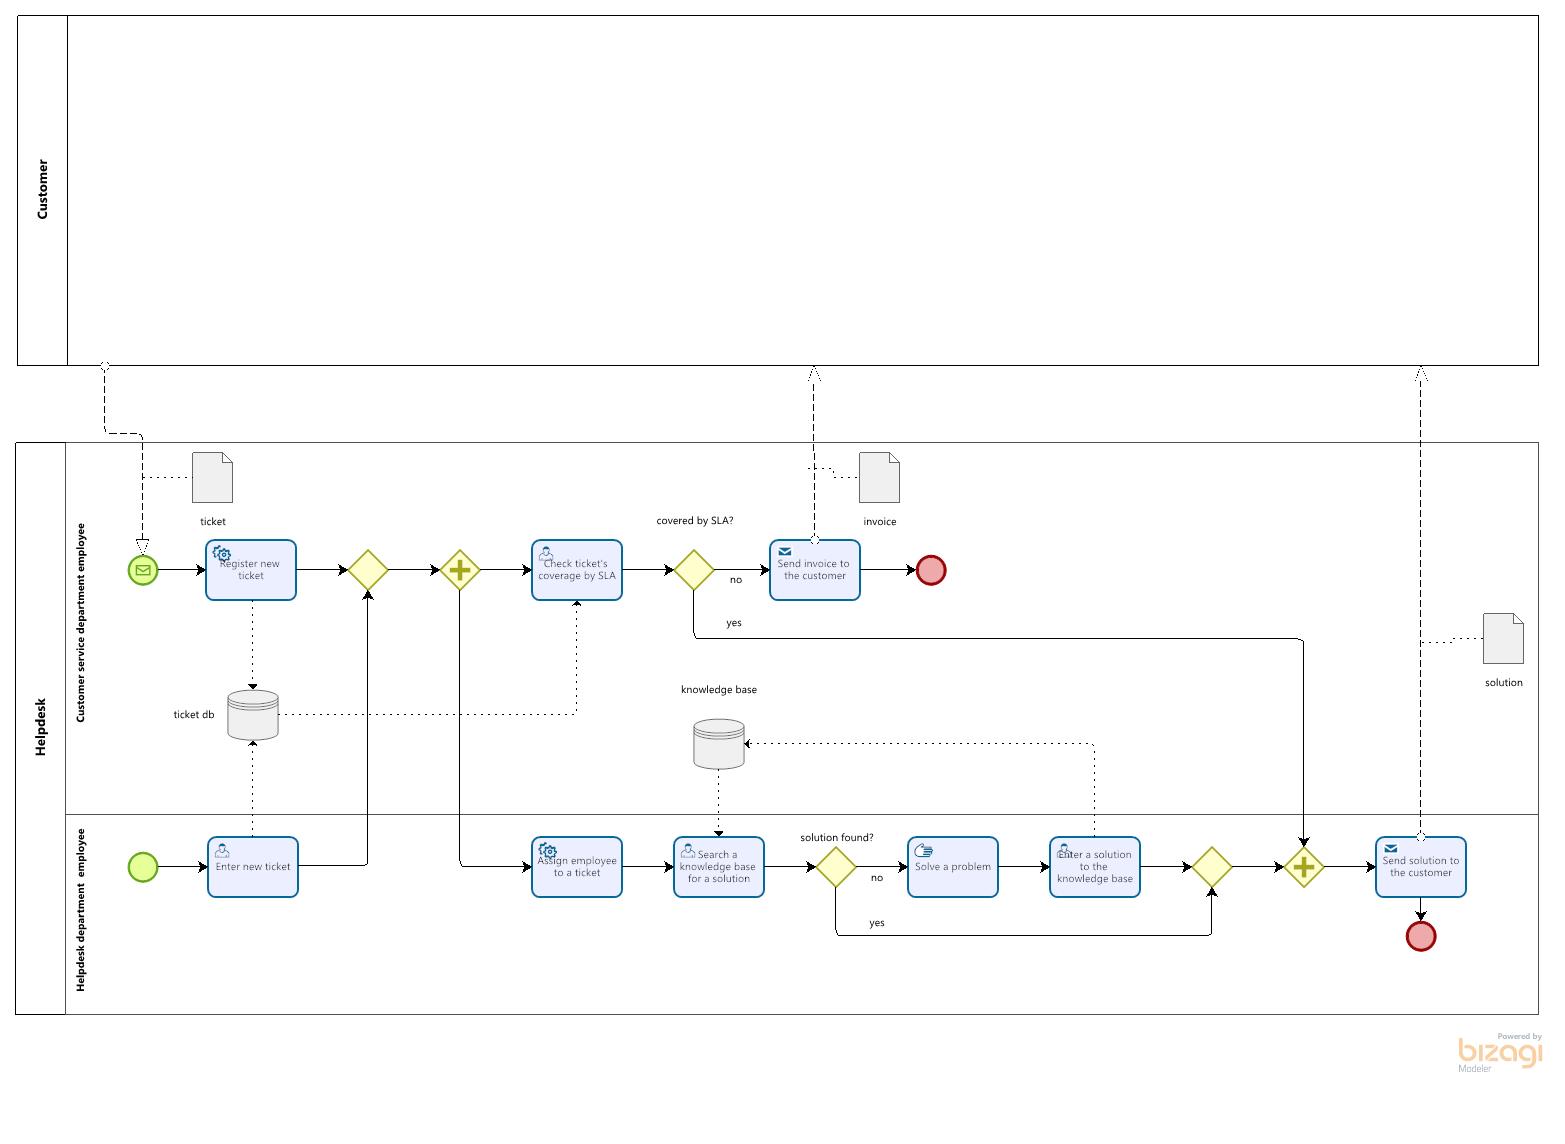 Customer
Helpdesk
Customer service department employee
ticket
invoice
covered by SLA?
Register new
ticket
Check ticket's
coverage by SLA
Send invoice to
the customer
no
yes
solution
knowledge base
ticket db
Helpdesk department  employee
solution found?
Enter new ticket
Assign employee
to a ticket
Search a
knowledge base
for a solution
no
Solve a problem
Enter a solution
to the
knowledge base
Send solution to
the customer
yes
Powered by
bizagi
Modeler